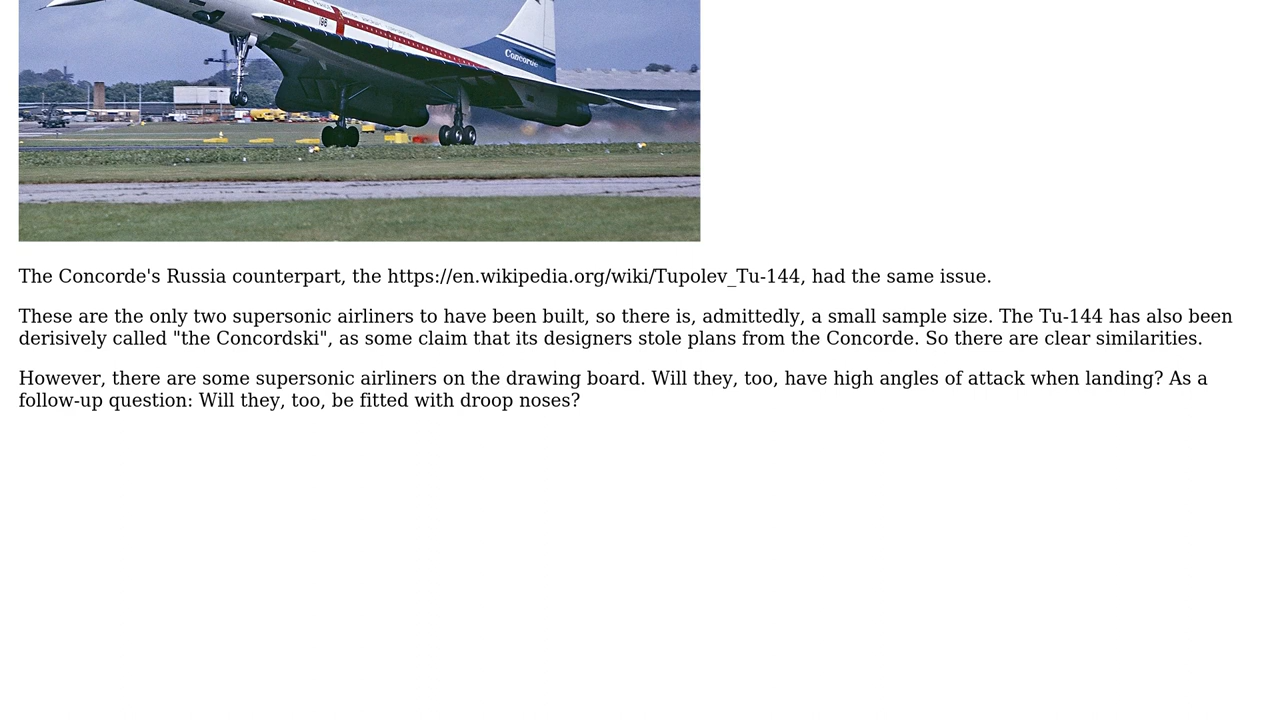 196
Concorde
The Concorde's Russia counterpart, the https://en.wikipedia.org/wiki/Tupolev_Tu-144, had the same issue.
These are the only two supersonic airliners to have been built, so there is, admittedly, a small sample size. The Tu-144 has also been
derisively called "the Concordski", as some claim that its designers stole plans from the Concorde. So there are clear similarities.
However, there are some supersonic airliners on the drawing board. Will they, too, have high angles of attack when landing? As a
follow-up question: Will they, too, be fitted with droop noses?